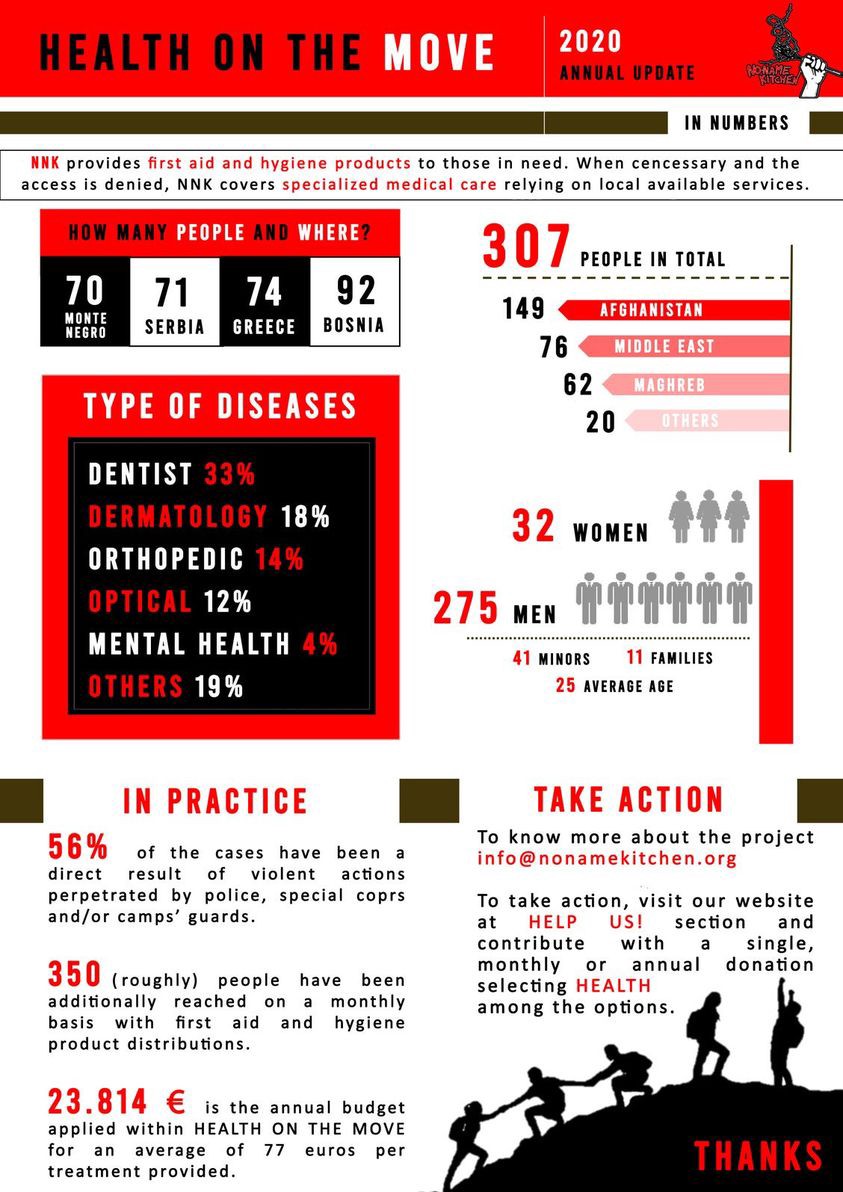 HEALTH ON THE MOVE
2020
ANNUAL UPDATE
NO NAME
KITCHEN
IN NUMBERS
NNK provides first aid and hygiene products to those in need. When cencessary and the
access is denied, NNK covers specialized medical care relying on local available services.
HOW MANY PEOPLE AND WHERE?
70
MONTE
NEGRO
71
SERBIA
74
GREECE
92
BOSNIA
307 PEOPLE IN TOTAL
149 AFGHANISTAN
76 MIDDLE EAST
62 MAGHREB
20 OTHERS
TYPE OF DISEASES
DENTIST 33%
DERMATOLOGY 18%
ORTHOPEDIC 14%
OPTICAL 12%
MENTAL HEALTH 4%
OTHERS 19%
32 WOMEN
275 MEN
41 MINORS 11 FAMILIES
25 AVERAGE AGE
IN PRACTICE
56% of the cases have been a
direct result of violent actions
perpetrated by police, special coprs
and/or camps' guards.
350 (roughly) people have been
additionally reached on a monthly
basis with first aid and hygiene
product distributions.
23.814 € is the annual budget
applied within HEALTH ON THE MOVE
for an average of 77 euros per
treatment provided.
TAKE ACTION
To know more about the project
info@nonamekitchen.org
To take action, visit our website
at HELP US! section and
contribute with a single,
monthly or annual donation
selecting HEALTH
among the options.
THANKS